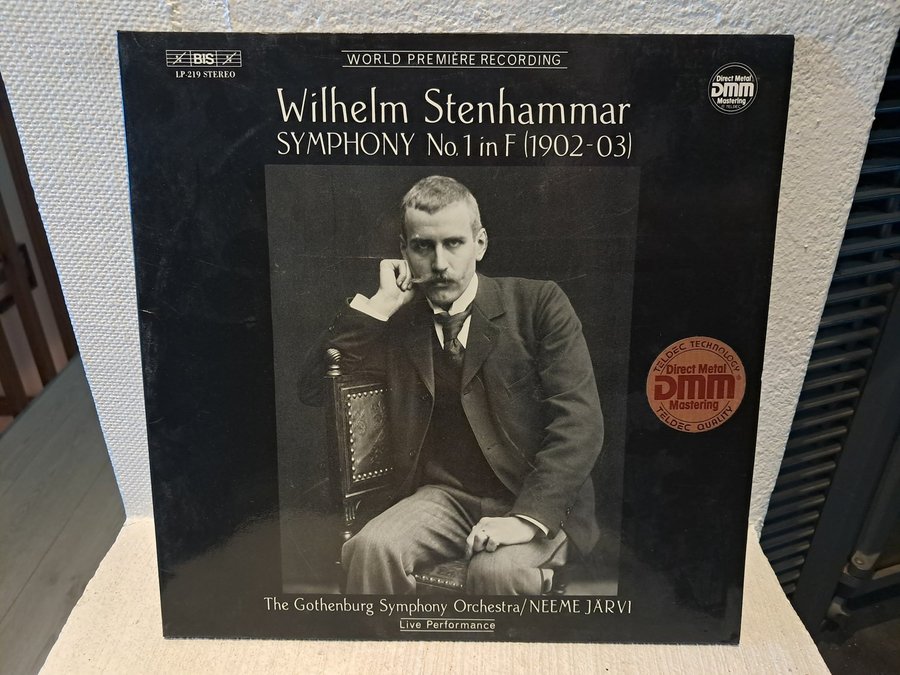 BIS
LP-219 STEREO
WORLD PREMIÈRE RECORDING
Direct Metal
DMM
Mastering
Wilhelm Stenhammar
SYMPHONY No. 1 in F (1902-03)
TELDEC TECHNOLOGY
Direct Metal
DMM®
Mastering
TELDEC QUALITY
The Gothenburg Symphony Orchestra/NEEME JÄRVI
Live Performance